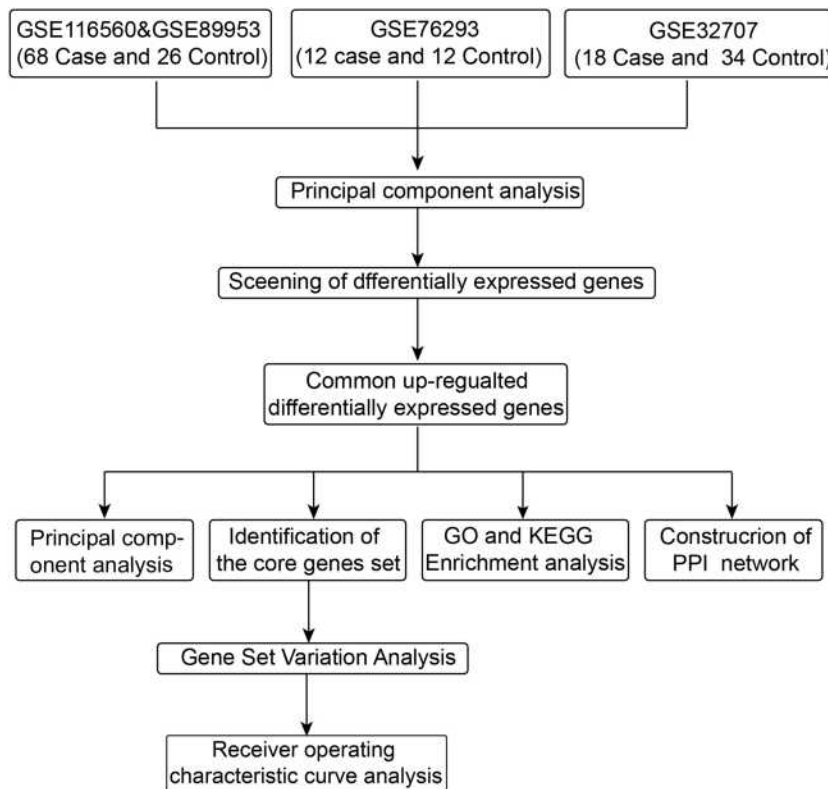 GSE116560&GSE89953
(68 Case and 26 Control)
GSE76293
(12 case and 12 Control)
GSE32707
(18 Case and 34 Control)
Principal component analysis
Sceening of dfferentially expressed genes
Common up-regualted
differentially expressed genes
Principal comp-
onent analysis
Identification of
the core genes set
GO and KEGG
Enrichment analysis
Construcrion of
PPI network
Gene Set Variation Analysis
Receiver operating
characteristic curve analysis